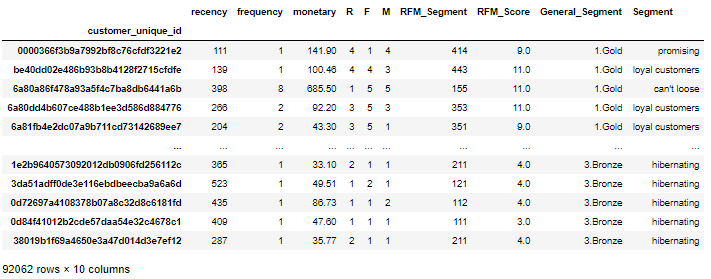 recency frequency monetary R F M RFM_Segment RFM_Score General_Segment Segment
customer_unique_id
0000366f3b9a7992bf8c76cfdf3221e2 111 1 141.90 4 1 4 414 9.0 1.Gold promising
be40dd02e486b93b8b4128f2715cfdfe 139 1 100.46 4 4 3 443 11.0 1.Gold loyal customers
6a80a86f478a93a5f4c7ba8db6441a6b 398 8 685.50 1 5 5 155 11.0 1.Gold can't loose
6a80dd4b607ce488b1ee3d586d884776 266 2 92.20 3 5 3 353 11.0 1.Gold loyal customers
6a81fb4e2dc07a9b711cd73142689ee7 204 2 43.30 3 5 1 351 9.0 1.Gold loyal customers
... ... ... ... ... ... ... ... ... ... ...
1e2b9640573092012db0906fd256112c 365 1 33.10 2 1 1 211 4.0 3.Bronze hibernating
3da51adff0de3e116ebdbeecba9a6a6d 523 1 49.51 1 2 1 121 4.0 3.Bronze hibernating
0d72697a4108378b07a8c32d8c6181fd 435 1 86.73 1 1 2 112 4.0 3.Bronze hibernating
0d84f41012b2cde57daa54e32c4678c1 409 1 47.60 1 1 1 111 3.0 3.Bronze hibernating
38019b1f69a4650e3a47d014d3e7ef12 287 1 35.77 2 1 1 211 4.0 3.Bronze hibernating
92062 rows × 10 columns